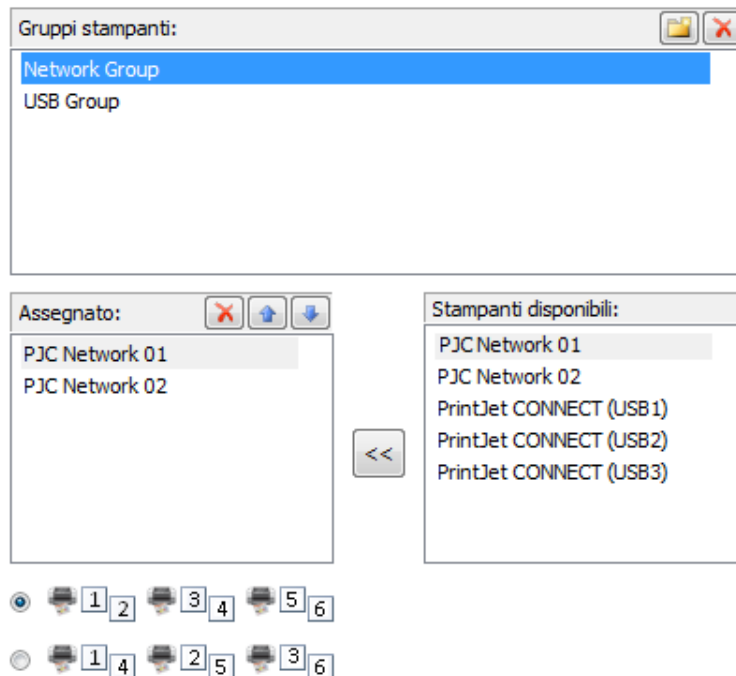 Gruppi stampanti:
Network Group
USB Group
Assegnato:
PJC Network 01
PJC Network 02
<<
Stampanti disponibili:
PJC Network 01
PJC Network 02
PrintJet CONNECT (USB1)
PrintJet CONNECT (USB2)
PrintJet CONNECT (USB3)
1 2 3 4 5 6
1 4 2 5 3 6